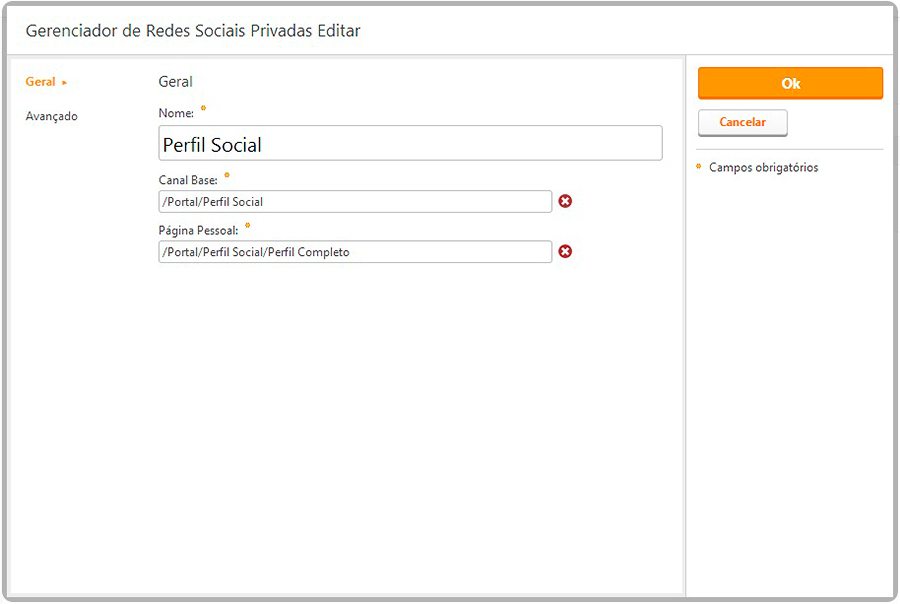 Gerenciador de Redes Sociais Privadas Editar
Geral
Avançado
Geral
Nome: *
Perfil Social
Canal Base: *
/Portal/Perfil Social
Página Pessoal: *
/Portal/Perfil Social/Perfil Completo
Ok
Cancelar
* Campos obrigatórios